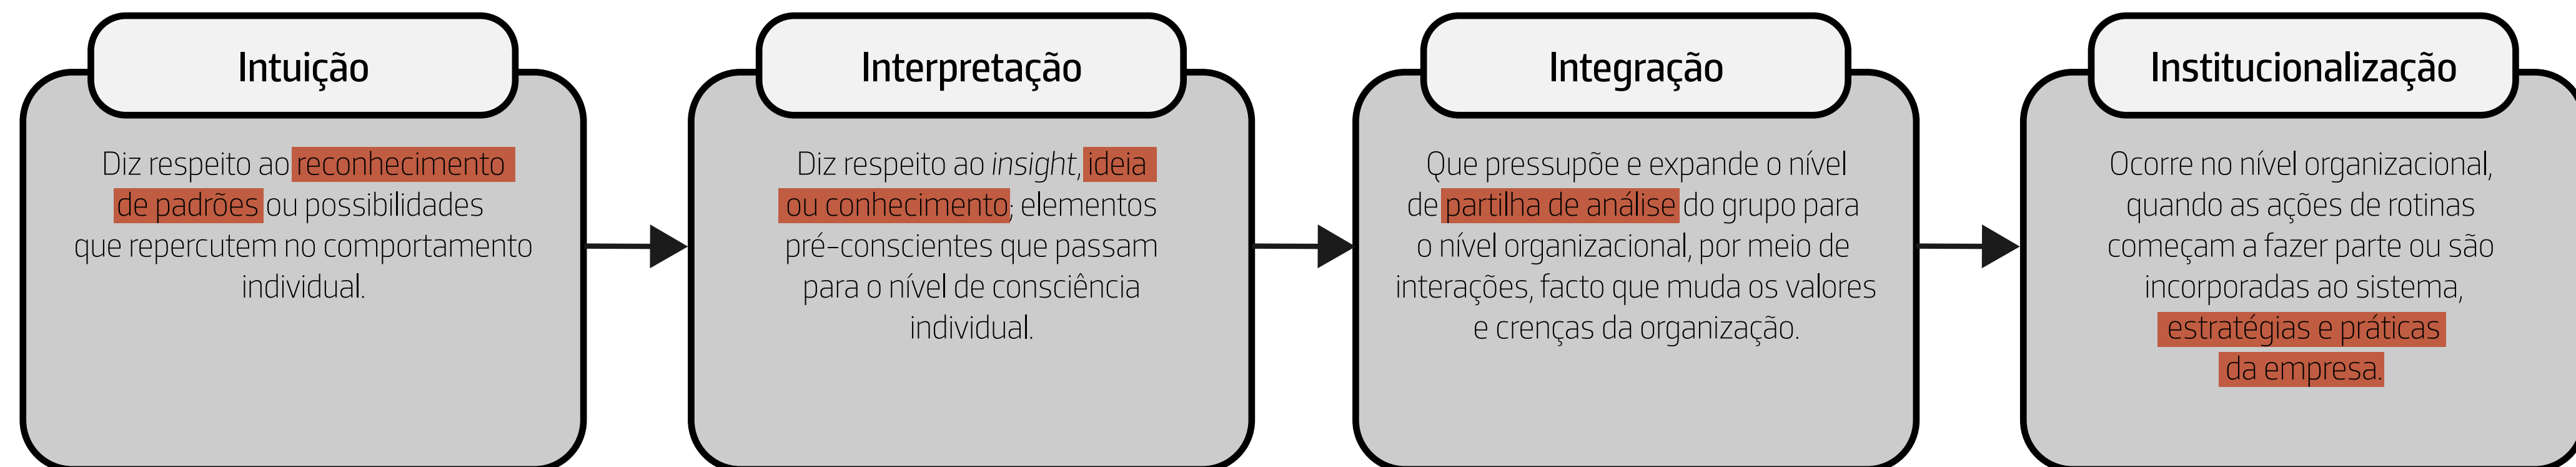 Intuição
Diz respeito ao reconhecimento
de padrões ou possibilidades
que repercutem no comportamento
individual.
Interpretação
Diz respeito ao insight, ideia
ou conhecimento; elementos
pré-conscientes que passam
para o nível de consciência
individual.
Integração
Que pressupõe e expande o nível
de partilha de análise do grupo para
o nível organizacional, por meio de
interações, facto que muda os valores
e crenças da organização.
Institucionalização
Ocorre no nível organizacional,
quando as ações de rotinas
começam a fazer parte ou são
incorporadas ao sistema,
estratégias e práticas
da empresa.